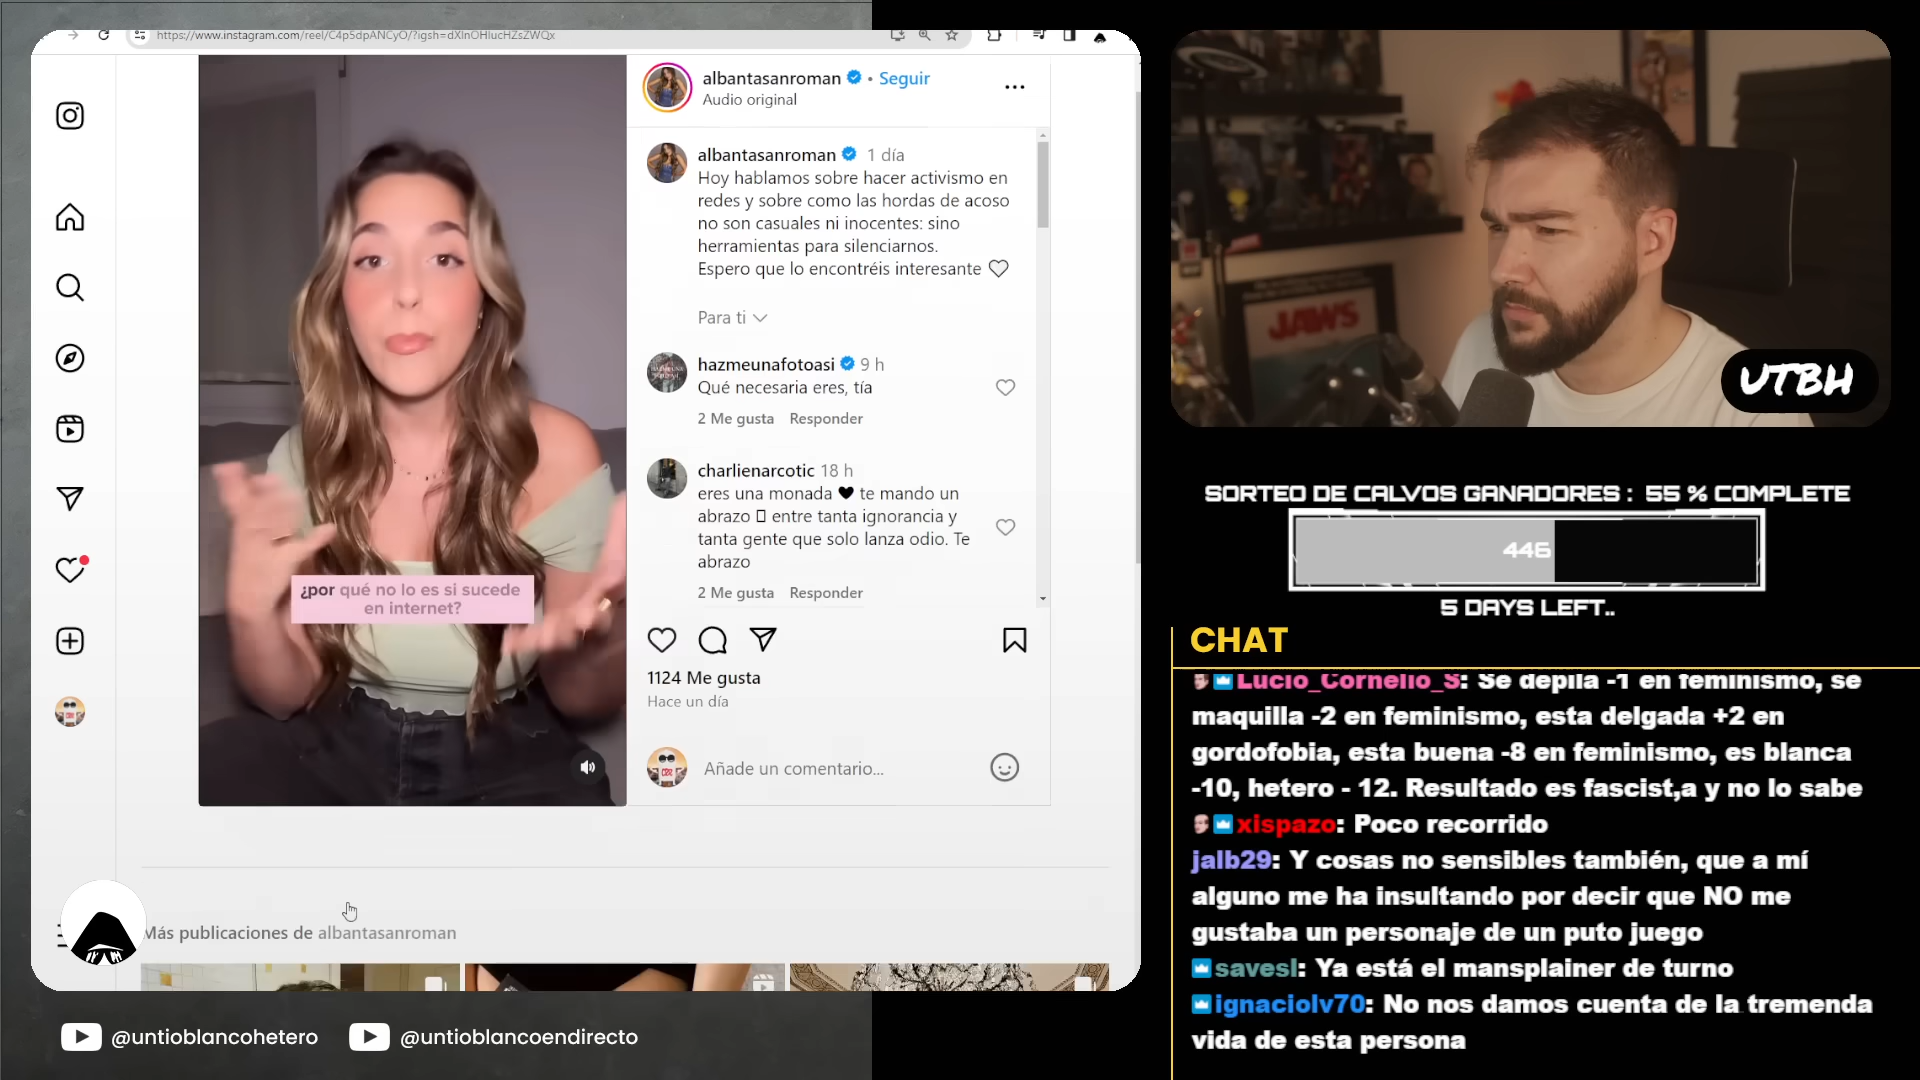 https://www.instagram.com/reel/C4p5dpANCyO/?igsh=dXlnOHlucHZsZWQx
albantasanroman • Seguir
Audio original
albantasanroman 1 día
Hoy hablamos sobre hacer activismo en
redes y sobre como las hordas de acoso
no son casuales ni inocentes: sino
herramientas para silenciarnos.
Espero que lo encontréis interesante
Para ti
hazmeunafotoasi 9 h
Qué necesaria eres, tía
2 Me gusta Responder
charlienarcotic 18 h
eres una monada te mando un
abrazo entre tanta ignorancia y
tanta gente que solo lanza odio. Te
abrazo
2 Me gusta Responder
1124 Me gusta
Hace un día
Añade un comentario...
¿por qué no lo es si sucede
en internet?
Más publicaciones de albantasanroman
@untioblancohetero
@untioblancoendirecto
JAWS
UTBH
SORTEO DE CALVOS GANADORES : 55 % COMPLETE
446
5 DAYS LEFT..
CHAT
Lucio_Cornelio_S: Se depila -1 en feminismo, se
maquilla -2 en feminismo, esta delgada +2 en
gordofobia, esta buena -8 en feminismo, es blanca
-10, hetero - 12. Resultado es fascist,a y no lo sabe
xispazo: Poco recorrido
jalb29: Y cosas no sensibles también, que a mí
alguno me ha insultando por decir que NO me
gustaba un personaje de un puto juego
savesl: Ya está el mansplainer de turno
ignaciolv70: No nos damos cuenta de la tremenda
vida de esta persona